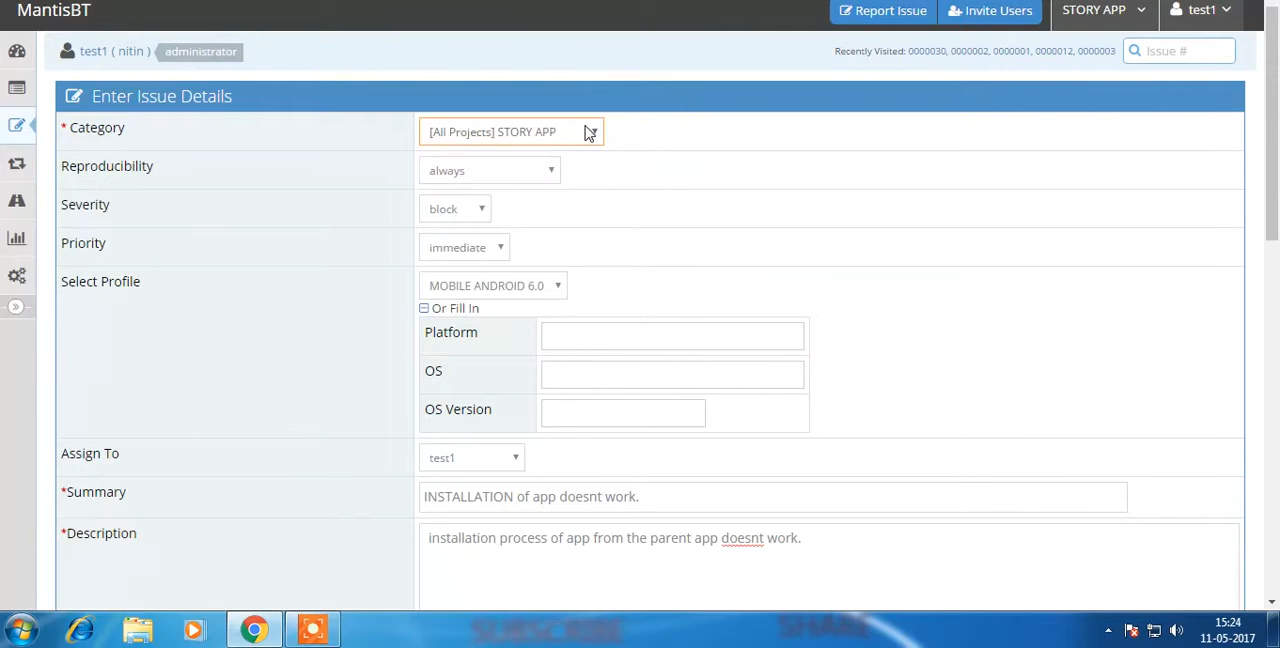 MantisBT
Report Issue
Invite Users
STORY APP
test1
test1 ( nitin )
administrator
Recently Visited: 0000030, 0000002, 0000001, 0000012, 0000003
Issue #
Enter Issue Details
* Category
[All Projects] STORY APP
Reproducibility
always
Severity
block
Priority
immediate
Select Profile
MOBILE ANDROID 6.0
Or Fill In
Platform
OS
OS Version
Assign To
test1
*Summary
INSTALLATION of app doesnt work.
*Description
installation process of app from the parent app doesnt work.
SUBSCRIBE
SHARE
15:24
11-05-2017